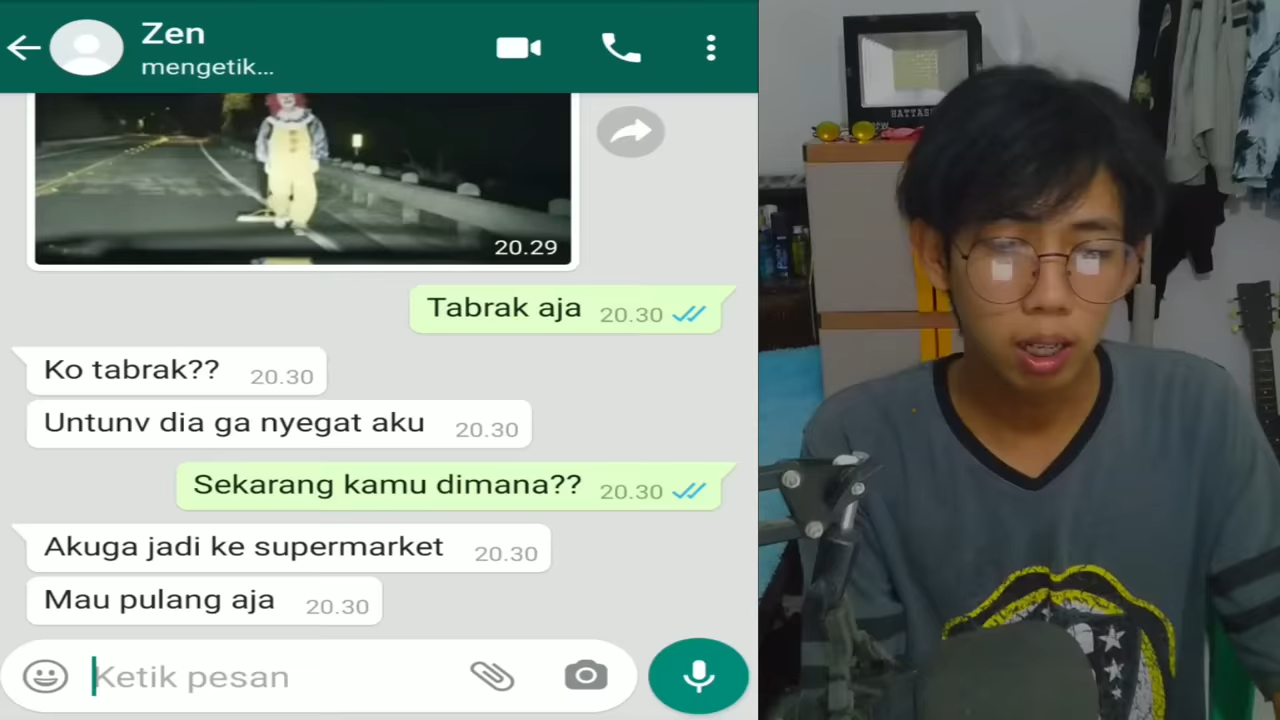 Zen
mengetik...
20.29
Tabrak aja 20.30
Ko tabrak?? 20.30
Untunv dia ga nyegat aku 20.30
Sekarang kamu dimana?? 20.30
Akuga jadi ke supermarket 20.30
Mau pulang aja 20.30
Ketik pesan